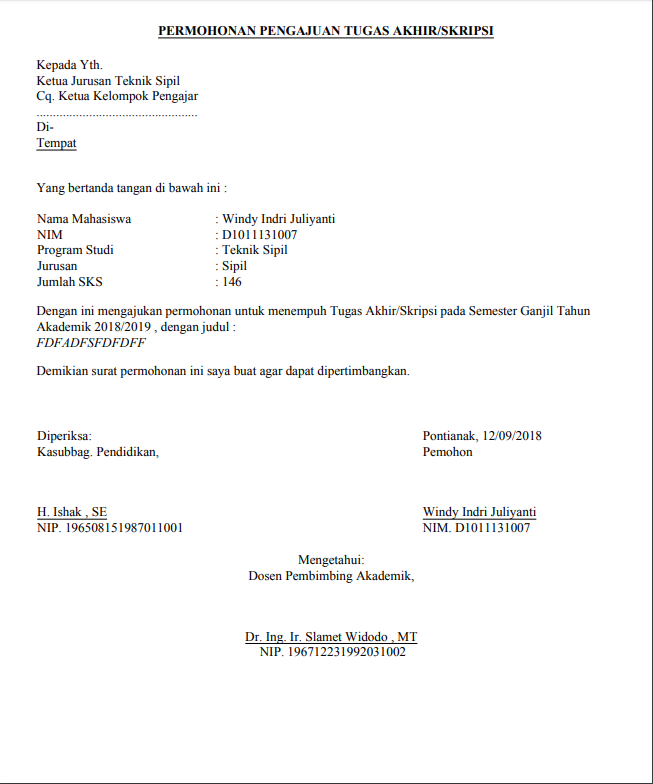 PERMOHONAN PENGAJUAN TUGAS AKHIR/SKRIPSI
Kepada Yth.
Ketua Jurusan Teknik Sipil
Cq. Ketua Kelompok Pengajar
.................................................
Di-
Tempat
Yang bertanda tangan di bawah ini :
Nama Mahasiswa : Windy Indri Juliyanti
NIM : D1011131007
Program Studi : Teknik Sipil
Jurusan : Sipil
Jumlah SKS : 146
Dengan ini mengajukan permohonan untuk menempuh Tugas Akhir/Skripsi pada Semester Ganjil Tahun
Akademik 2018/2019 , dengan judul :
FDFADFSFDFDFF
Demikian surat permohonan ini saya buat agar dapat dipertimbangkan.
Diperiksa:
Kasubbag. Pendidikan,
H. Ishak , SE
NIP. 196508151987011001
Pontianak, 12/09/2018
Pemohon
Windy Indri Juliyanti
NIM. D1011131007
Mengetahui:
Dosen Pembimbing Akademik,
Dr. Ing. Ir. Slamet Widodo , MT
NIP. 196712231992031002